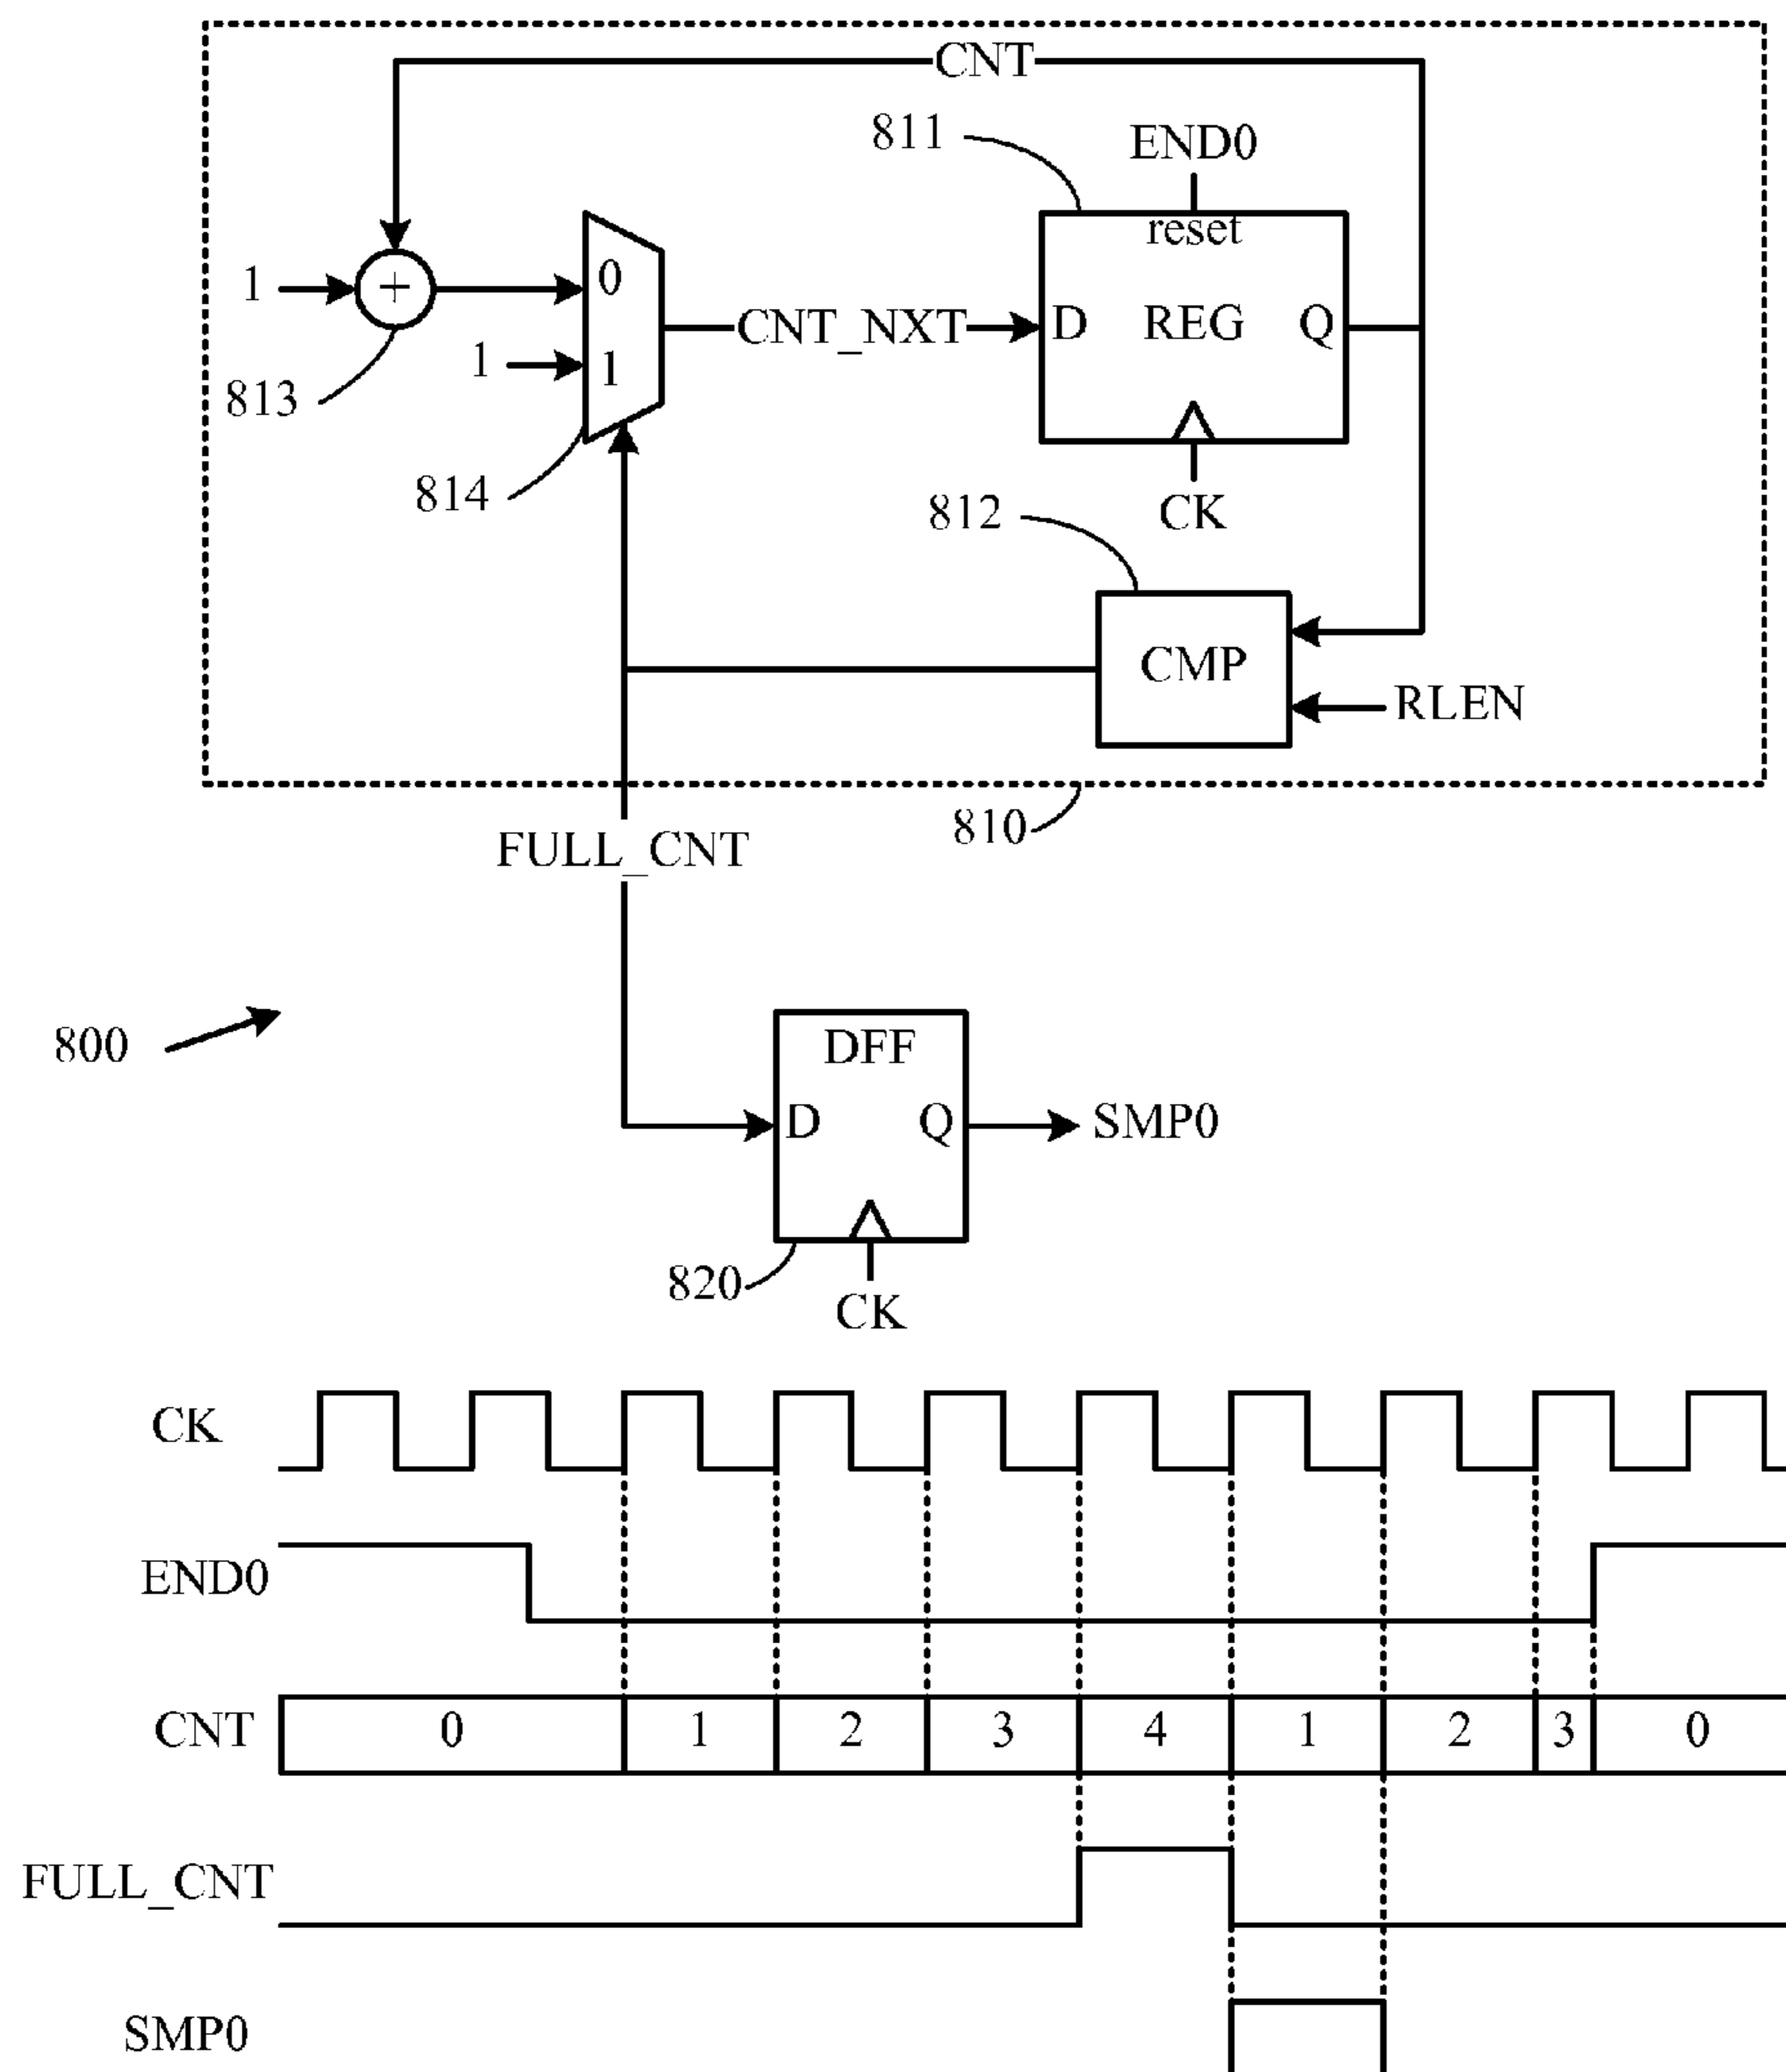 CNT
811
END0
reset
1
+
0
CNT_NXT
D
REG
Q
1
1
813
814
CK
812
CMP
RLEN
810
FULL_CNT
800
DFF
D
Q
SMP0
820
CK
CK
END0
CNT
0
1
2
3
4
1
2
3
0
FULL_CNT
SMP0